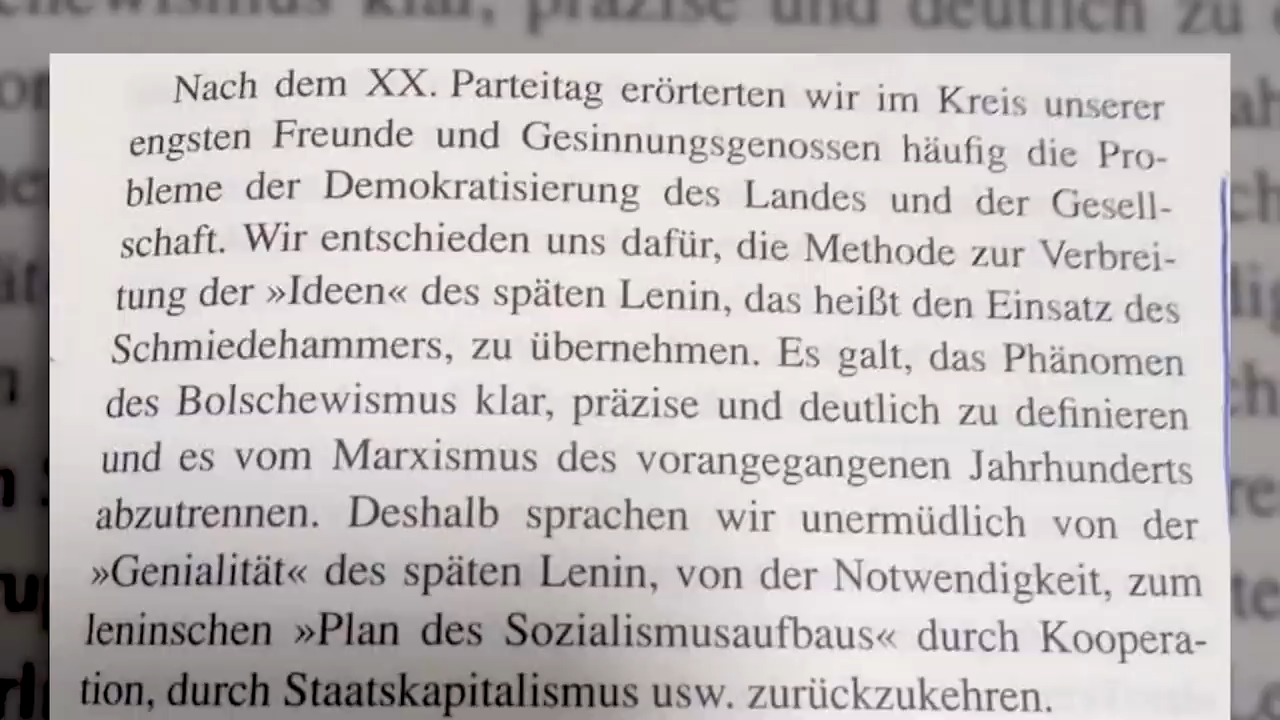 Nach dem XX. Parteitag erörterten wir im Kreis unserer
engsten Freunde und Gesinnungsgenossen häufig die Pro-
bleme der Demokratisierung des Landes und der Gesell-
schaft. Wir entschieden uns dafür, die Methode zur Verbrei-
tung der »Ideen« des späten Lenin, das heißt den Einsatz des
Schmiedehammers, zu übernehmen. Es galt, das Phänomen
des Bolschewismus klar, präzise und deutlich zu definieren
und es vom Marxismus des vorangegangenen Jahrhunderts
abzutrennen. Deshalb sprachen wir unermüdlich von der
»Genialität« des späten Lenin, von der Notwendigkeit, zum
leninschen »Plan des Sozialismusaufbaus« durch Koopera-
tion, durch Staatskapitalismus usw. zurückzukehren.